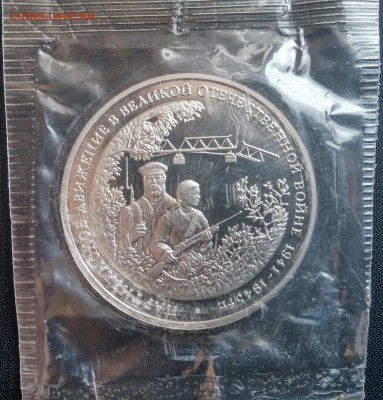 ДВИЖЕНИЕ В ВЕЛИКОЙ ОТЕЧЕСТВЕННОЙ ВОЙНЕ 1941-1945гг.